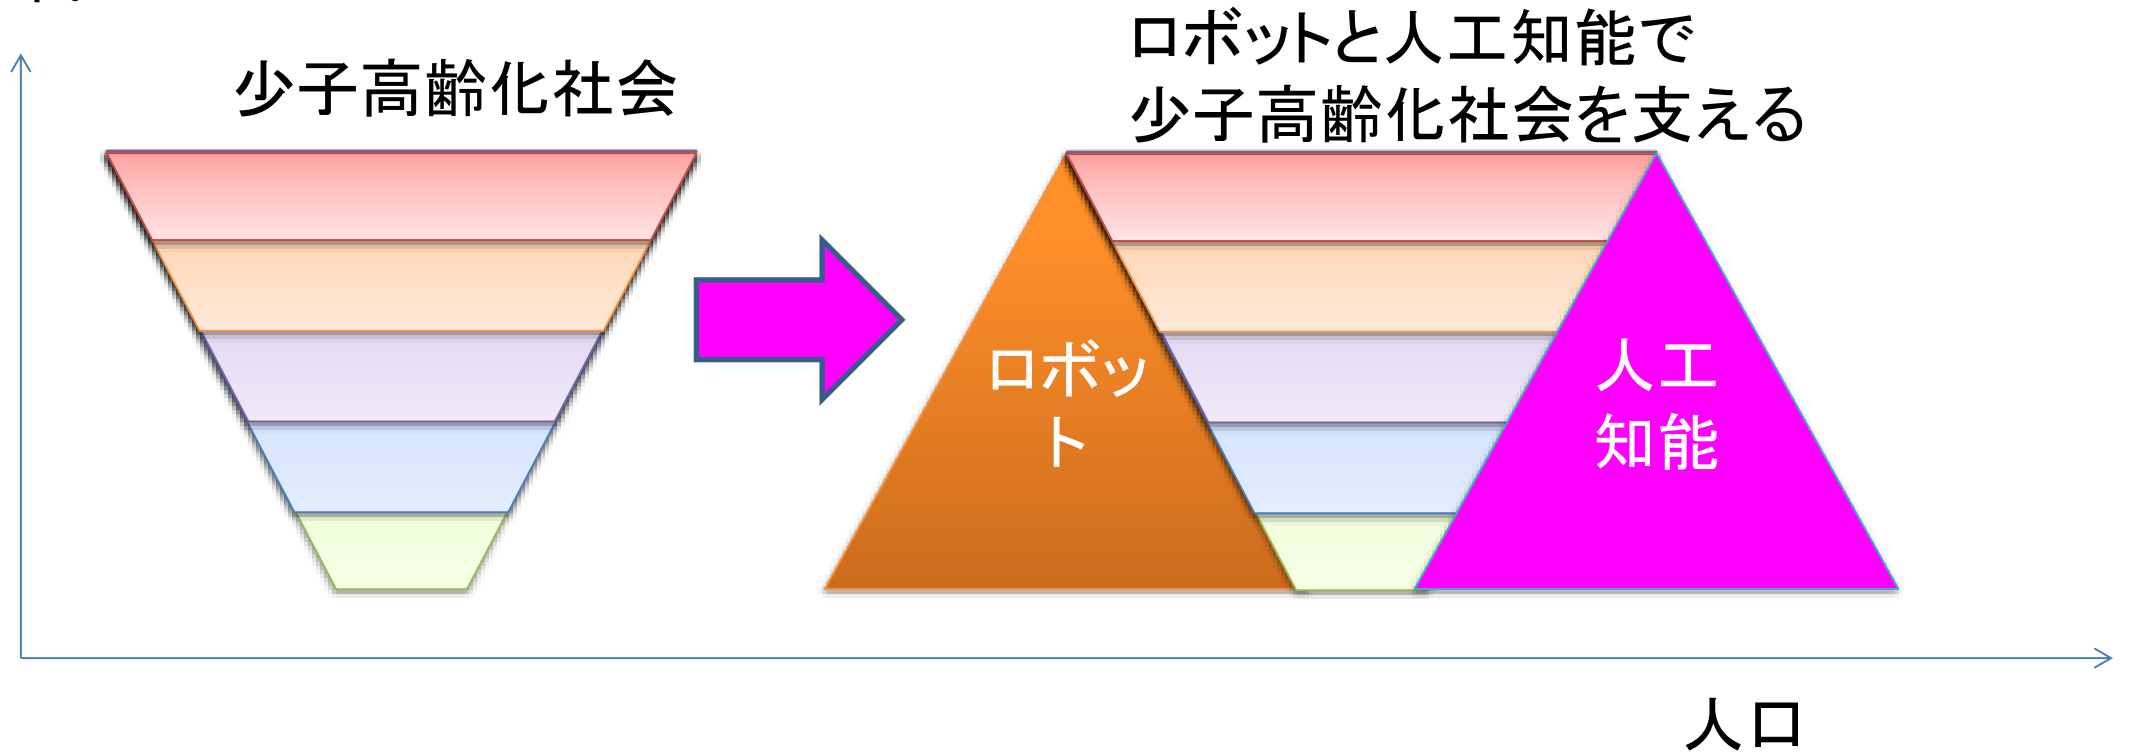 少子高齢化社会
ロボットと人工知能で
少子高齢化社会を支える
ロボッ
ト
人工
知能
人口